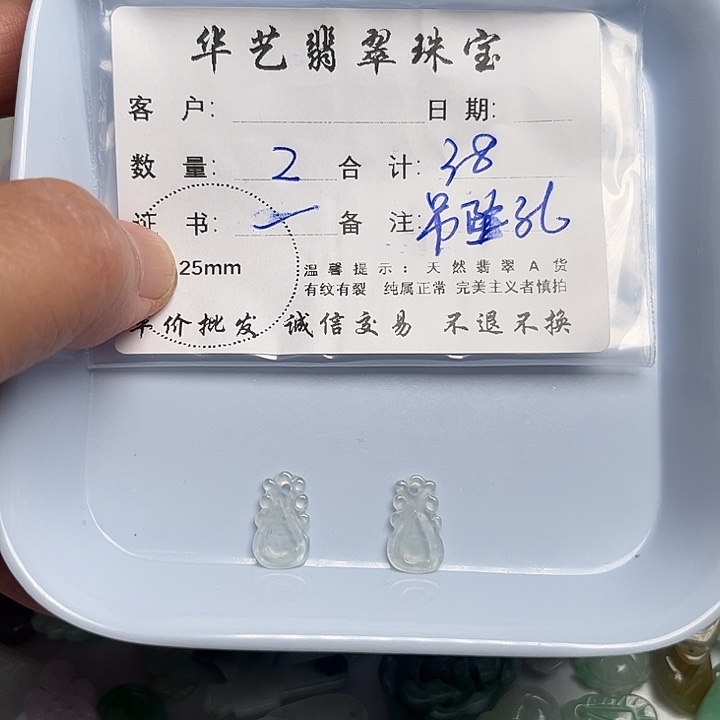 华艺翡翠珠宝
客 户: 日 期:
数 量: 2 合 计: 38
证 书: 备 注: 吊坠孔
25mm
温馨提示：天然翡翠A货
有纹有裂 纯属正常 完美主义者慎拍
价批发 诚信交易 不退不换